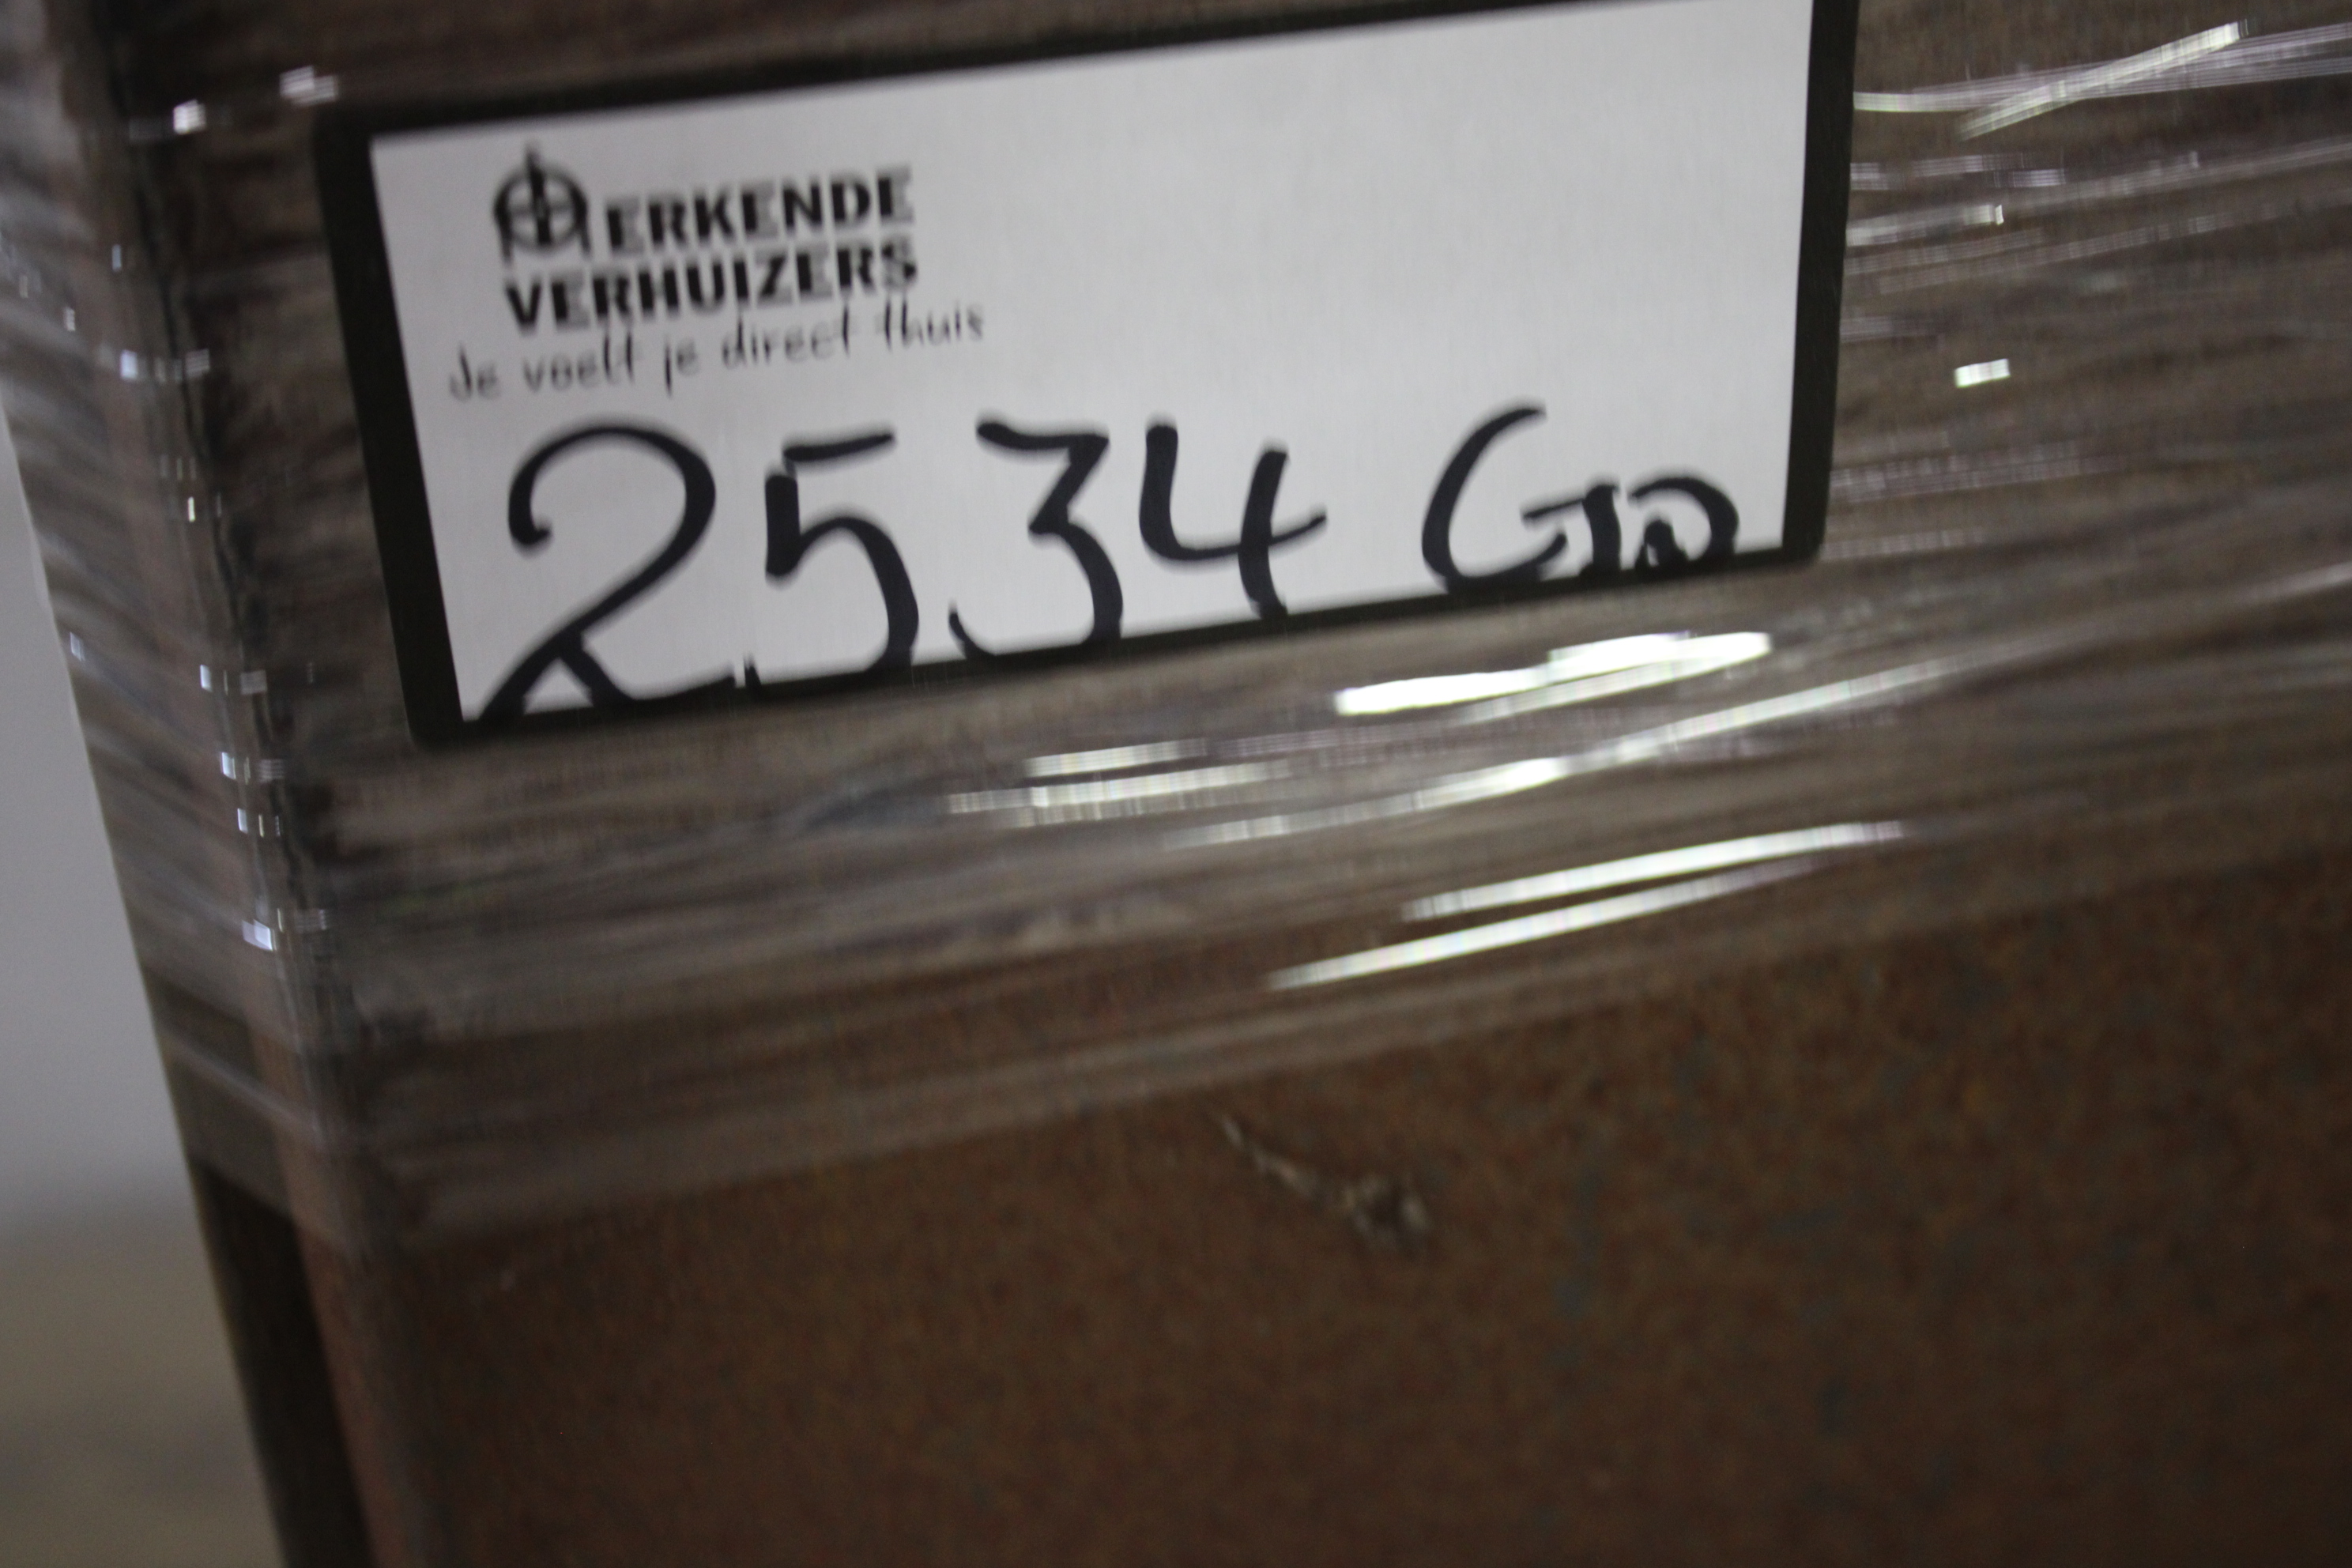 ERKENDE
VERHUIZERS
Je voelt je direct thuis
2534